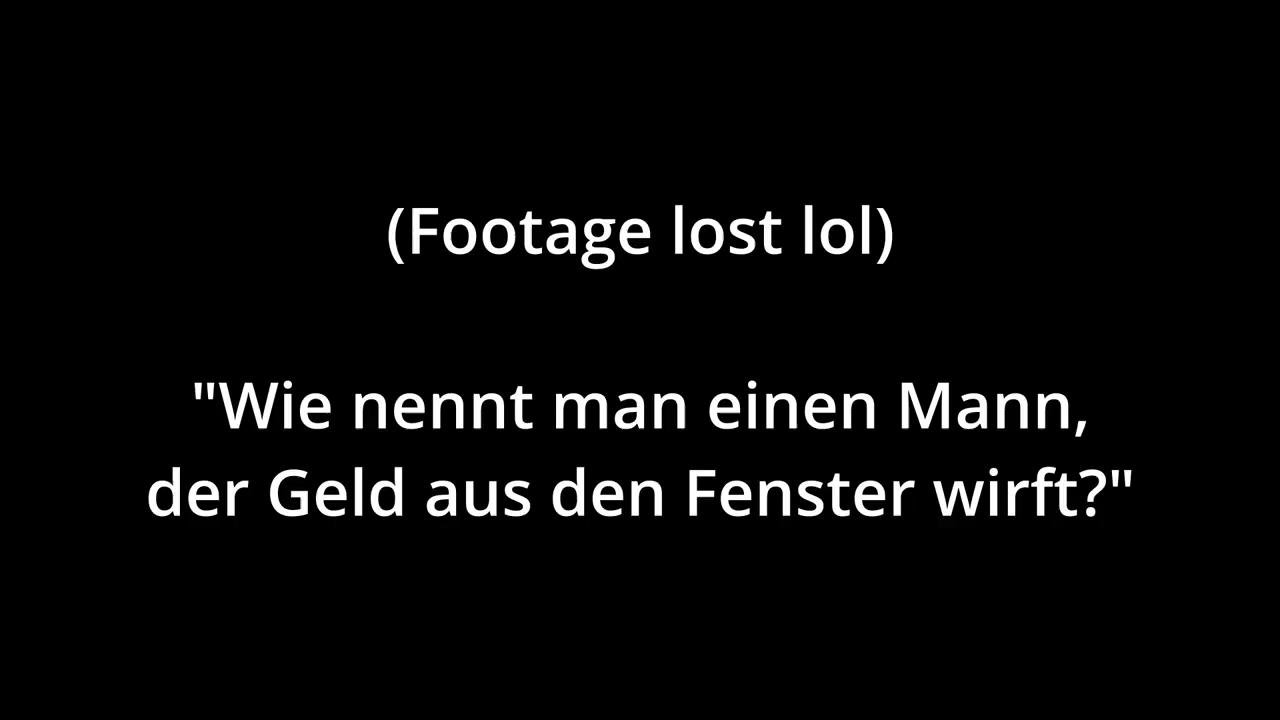 (Footage lost lol)
"Wie nennt man einen Mann,
der Geld aus den Fenster wirft?"